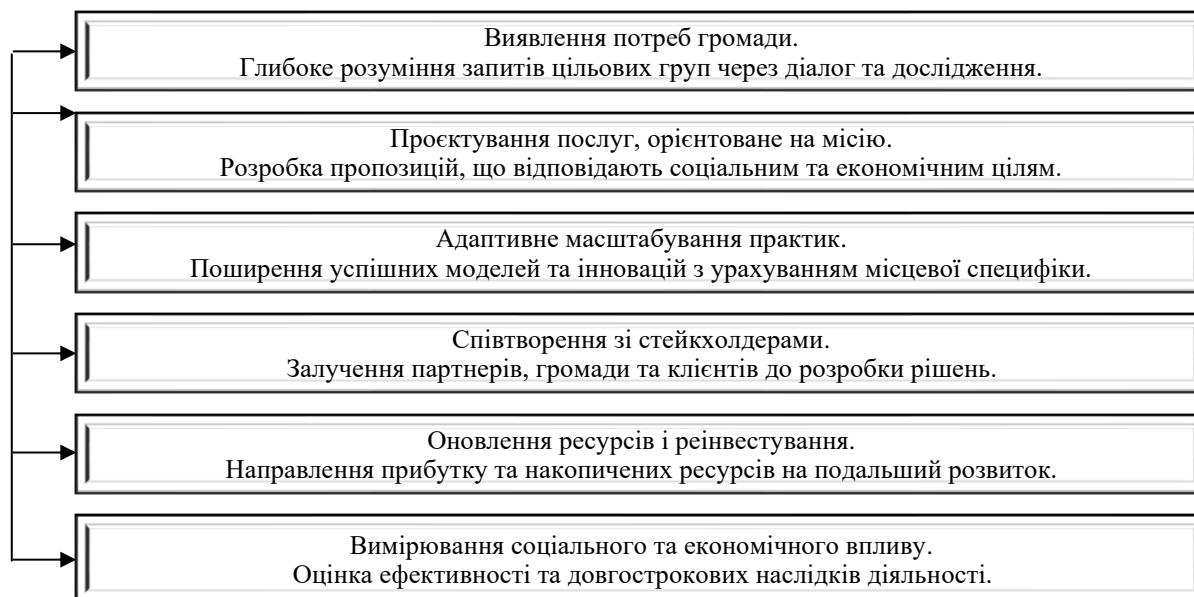 Виявлення потреб громади.
Глибоке розуміння запитів цільових груп через діалог та дослідження.
Проєктування послуг, орієнтоване на місію.
Розробка пропозицій, що відповідають соціальним та економічним цілям.
Адаптивне масштабування практик.
Поширення успішних моделей та інновацій з урахуванням місцевої специфіки.
Співтворення зі стейкхолдерами.
Залучення партнерів, громади та клієнтів до розробки рішень.
Оновлення ресурсів і реінвестування.
Направлення прибутку та накопичених ресурсів на подальший розвиток.
Вимірювання соціального та економічного впливу.
Оцінка ефективності та довгострокових наслідків діяльності.